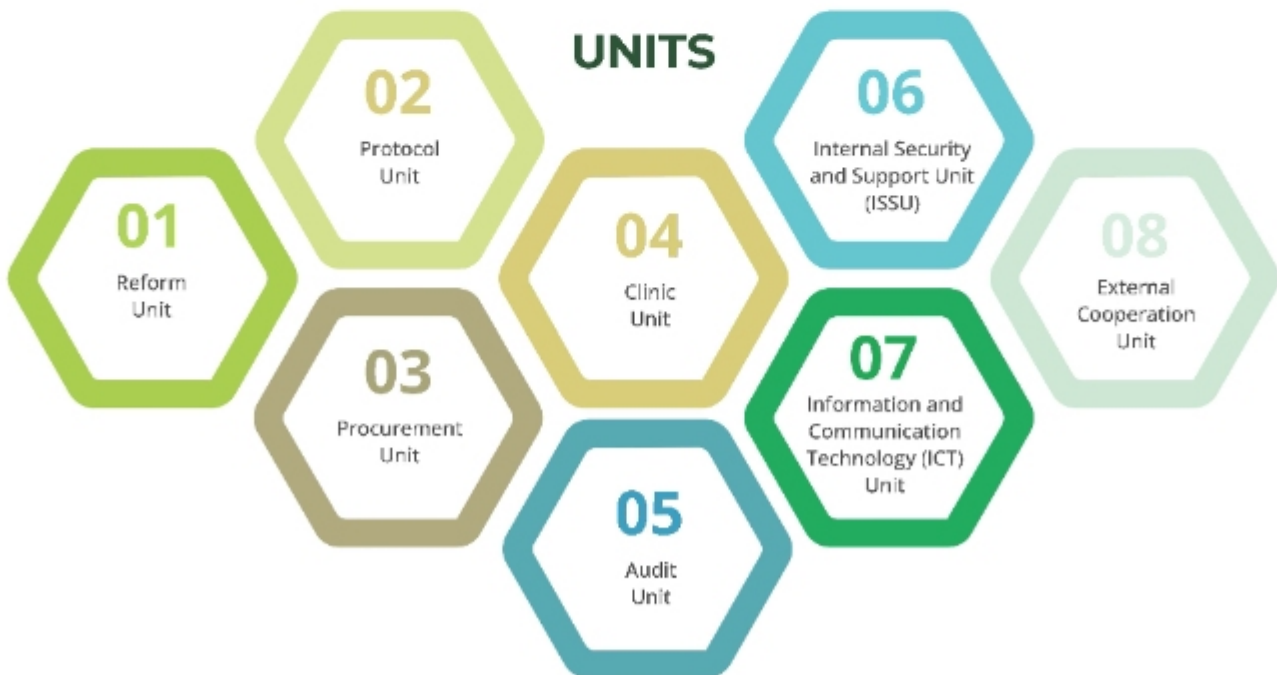 UNITS
01
Reform
Unit
02
Protocol
Unit
03
Procurement
Unit
04
Clinic
Unit
05
Audit
Unit
06
Internal Security
and Support Unit
(ISSU)
07
Information and
Communication
Technology (ICT)
Unit
08
External
Cooperation
Unit